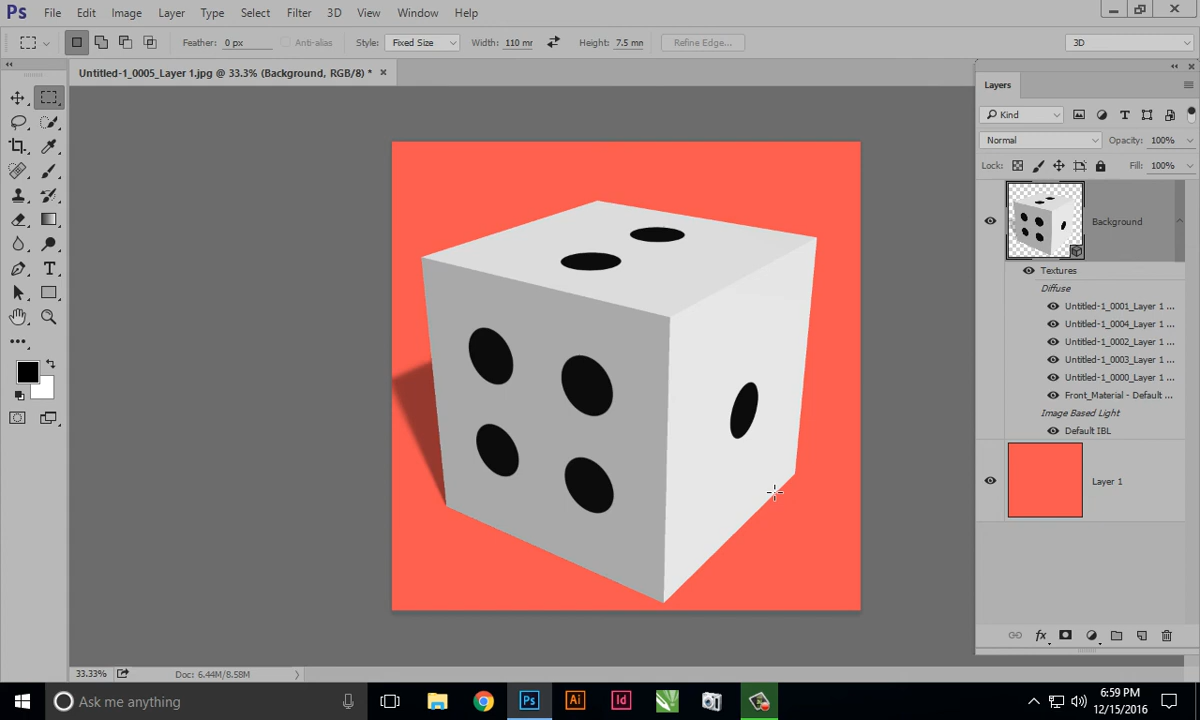 Ps File Edit Image Layer Type Select Filter 3D View Window Help
Feather: 0 px Anti-alias Style: Fixed Size Width: 110 mr Height: 7.5 mn Refine Edge... 3D
Untitled-1_0005_Layer 1.jpg @ 33.3% (Background, RGB/8) * ×
Layers
Kind
Normal Opacity: 100%
Lock: Fill: 100%
Background
Textures
Diffuse
Untitled-1_0001_Layer 1 ...
Untitled-1_0004_Layer 1 ...
Untitled-1_0002_Layer 1 ...
Untitled-1_0003_Layer 1 ...
Untitled-1_0000_Layer 1 ...
Front_Material - Default ...
Image Based Light
Default IBL
Layer 1
33.33% Doc: 6.44M/8.58M
Ask me anything Ps Ai Id
6:59 PM
12/15/2016